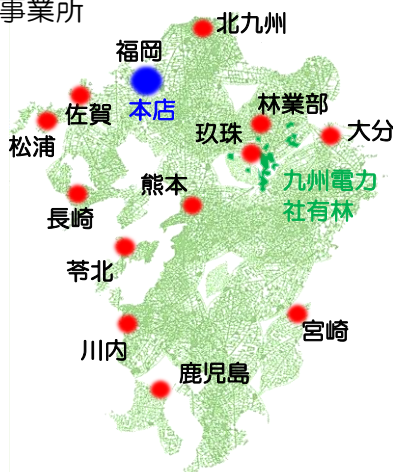 事業所
北九州
福岡
本店
佐賀
松浦
林業部
玖珠
大分
九州電力
社有林
熊本
長崎
苓北
川内
宮崎
鹿児島